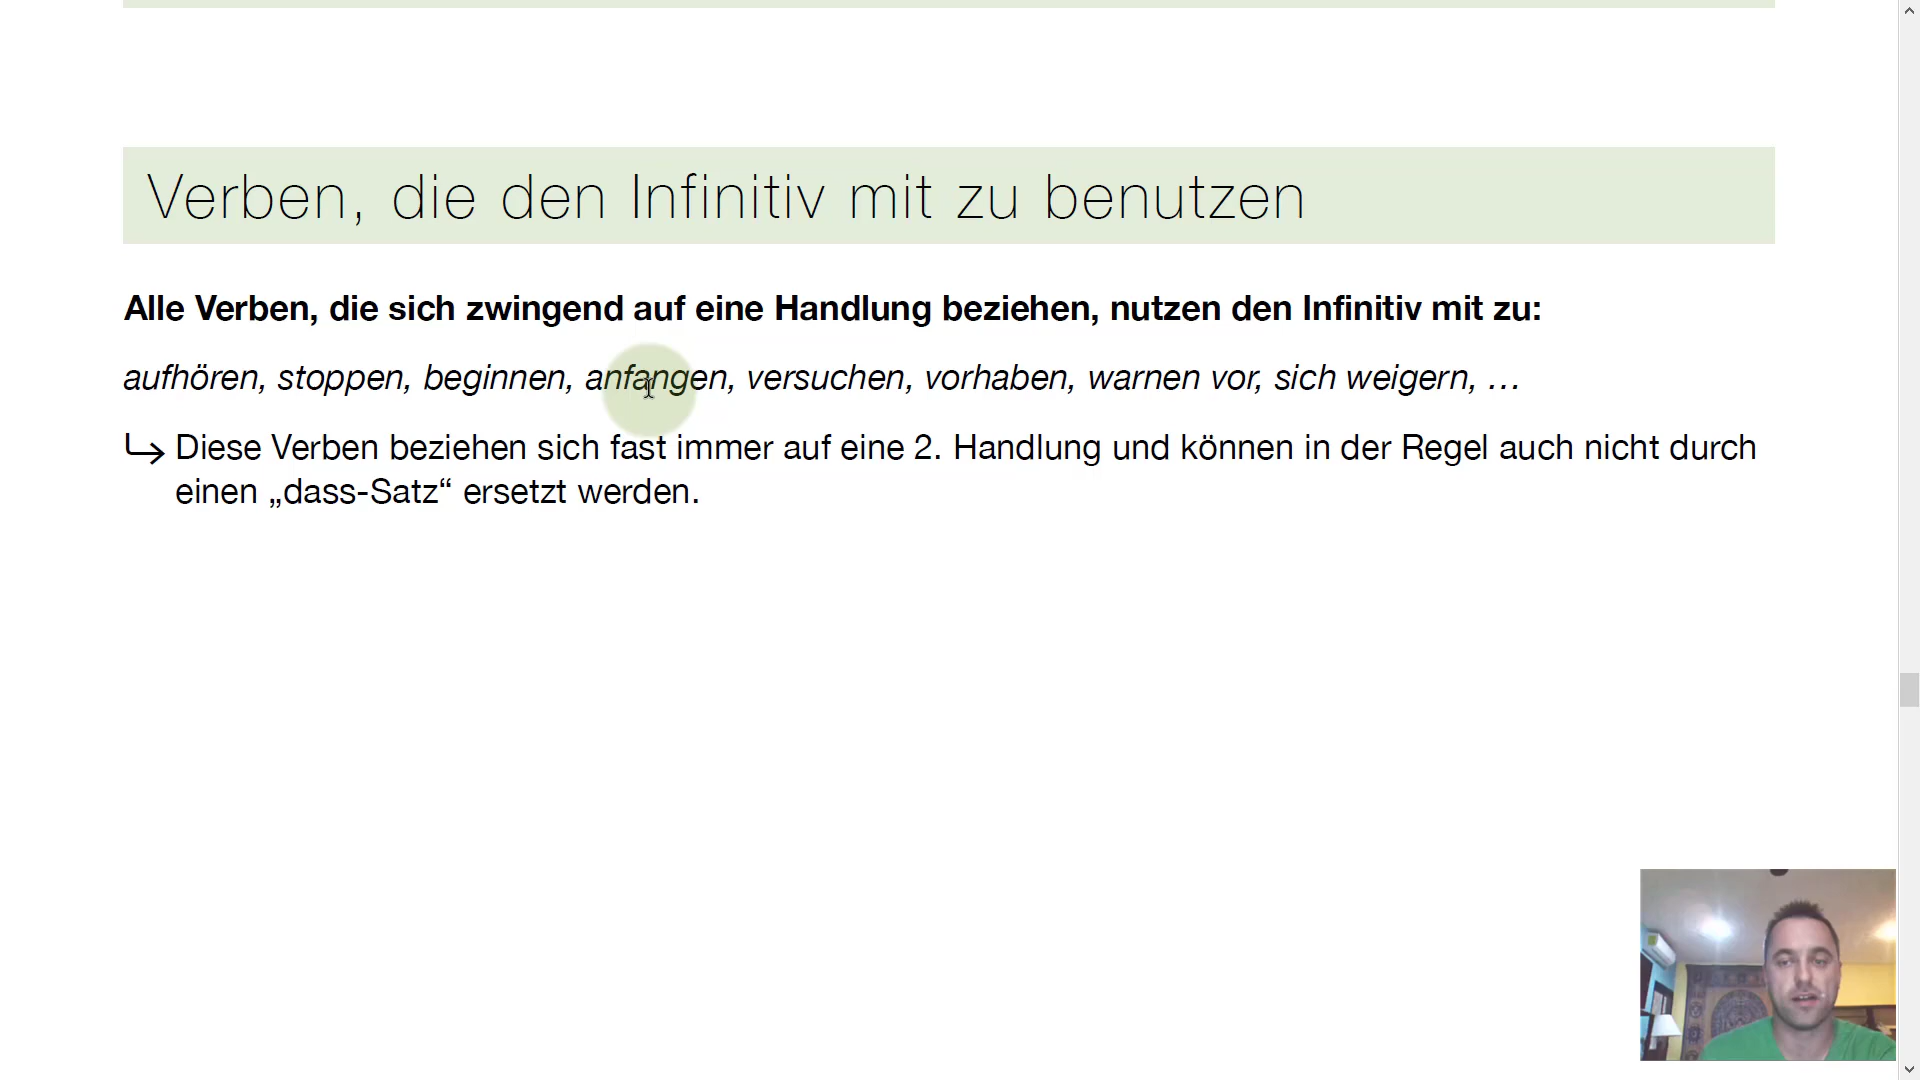 Verben, die den Infinitiv mit zu benutzen
Alle Verben, die sich zwingend auf eine Handlung beziehen, nutzen den Infinitiv mit zu:
aufhören, stoppen, beginnen, anfangen, versuchen, vorhaben, warnen vor, sich weigern, …
Diese Verben beziehen sich fast immer auf eine 2. Handlung und können in der Regel auch nicht durch
einen „dass-Satz“ ersetzt werden.